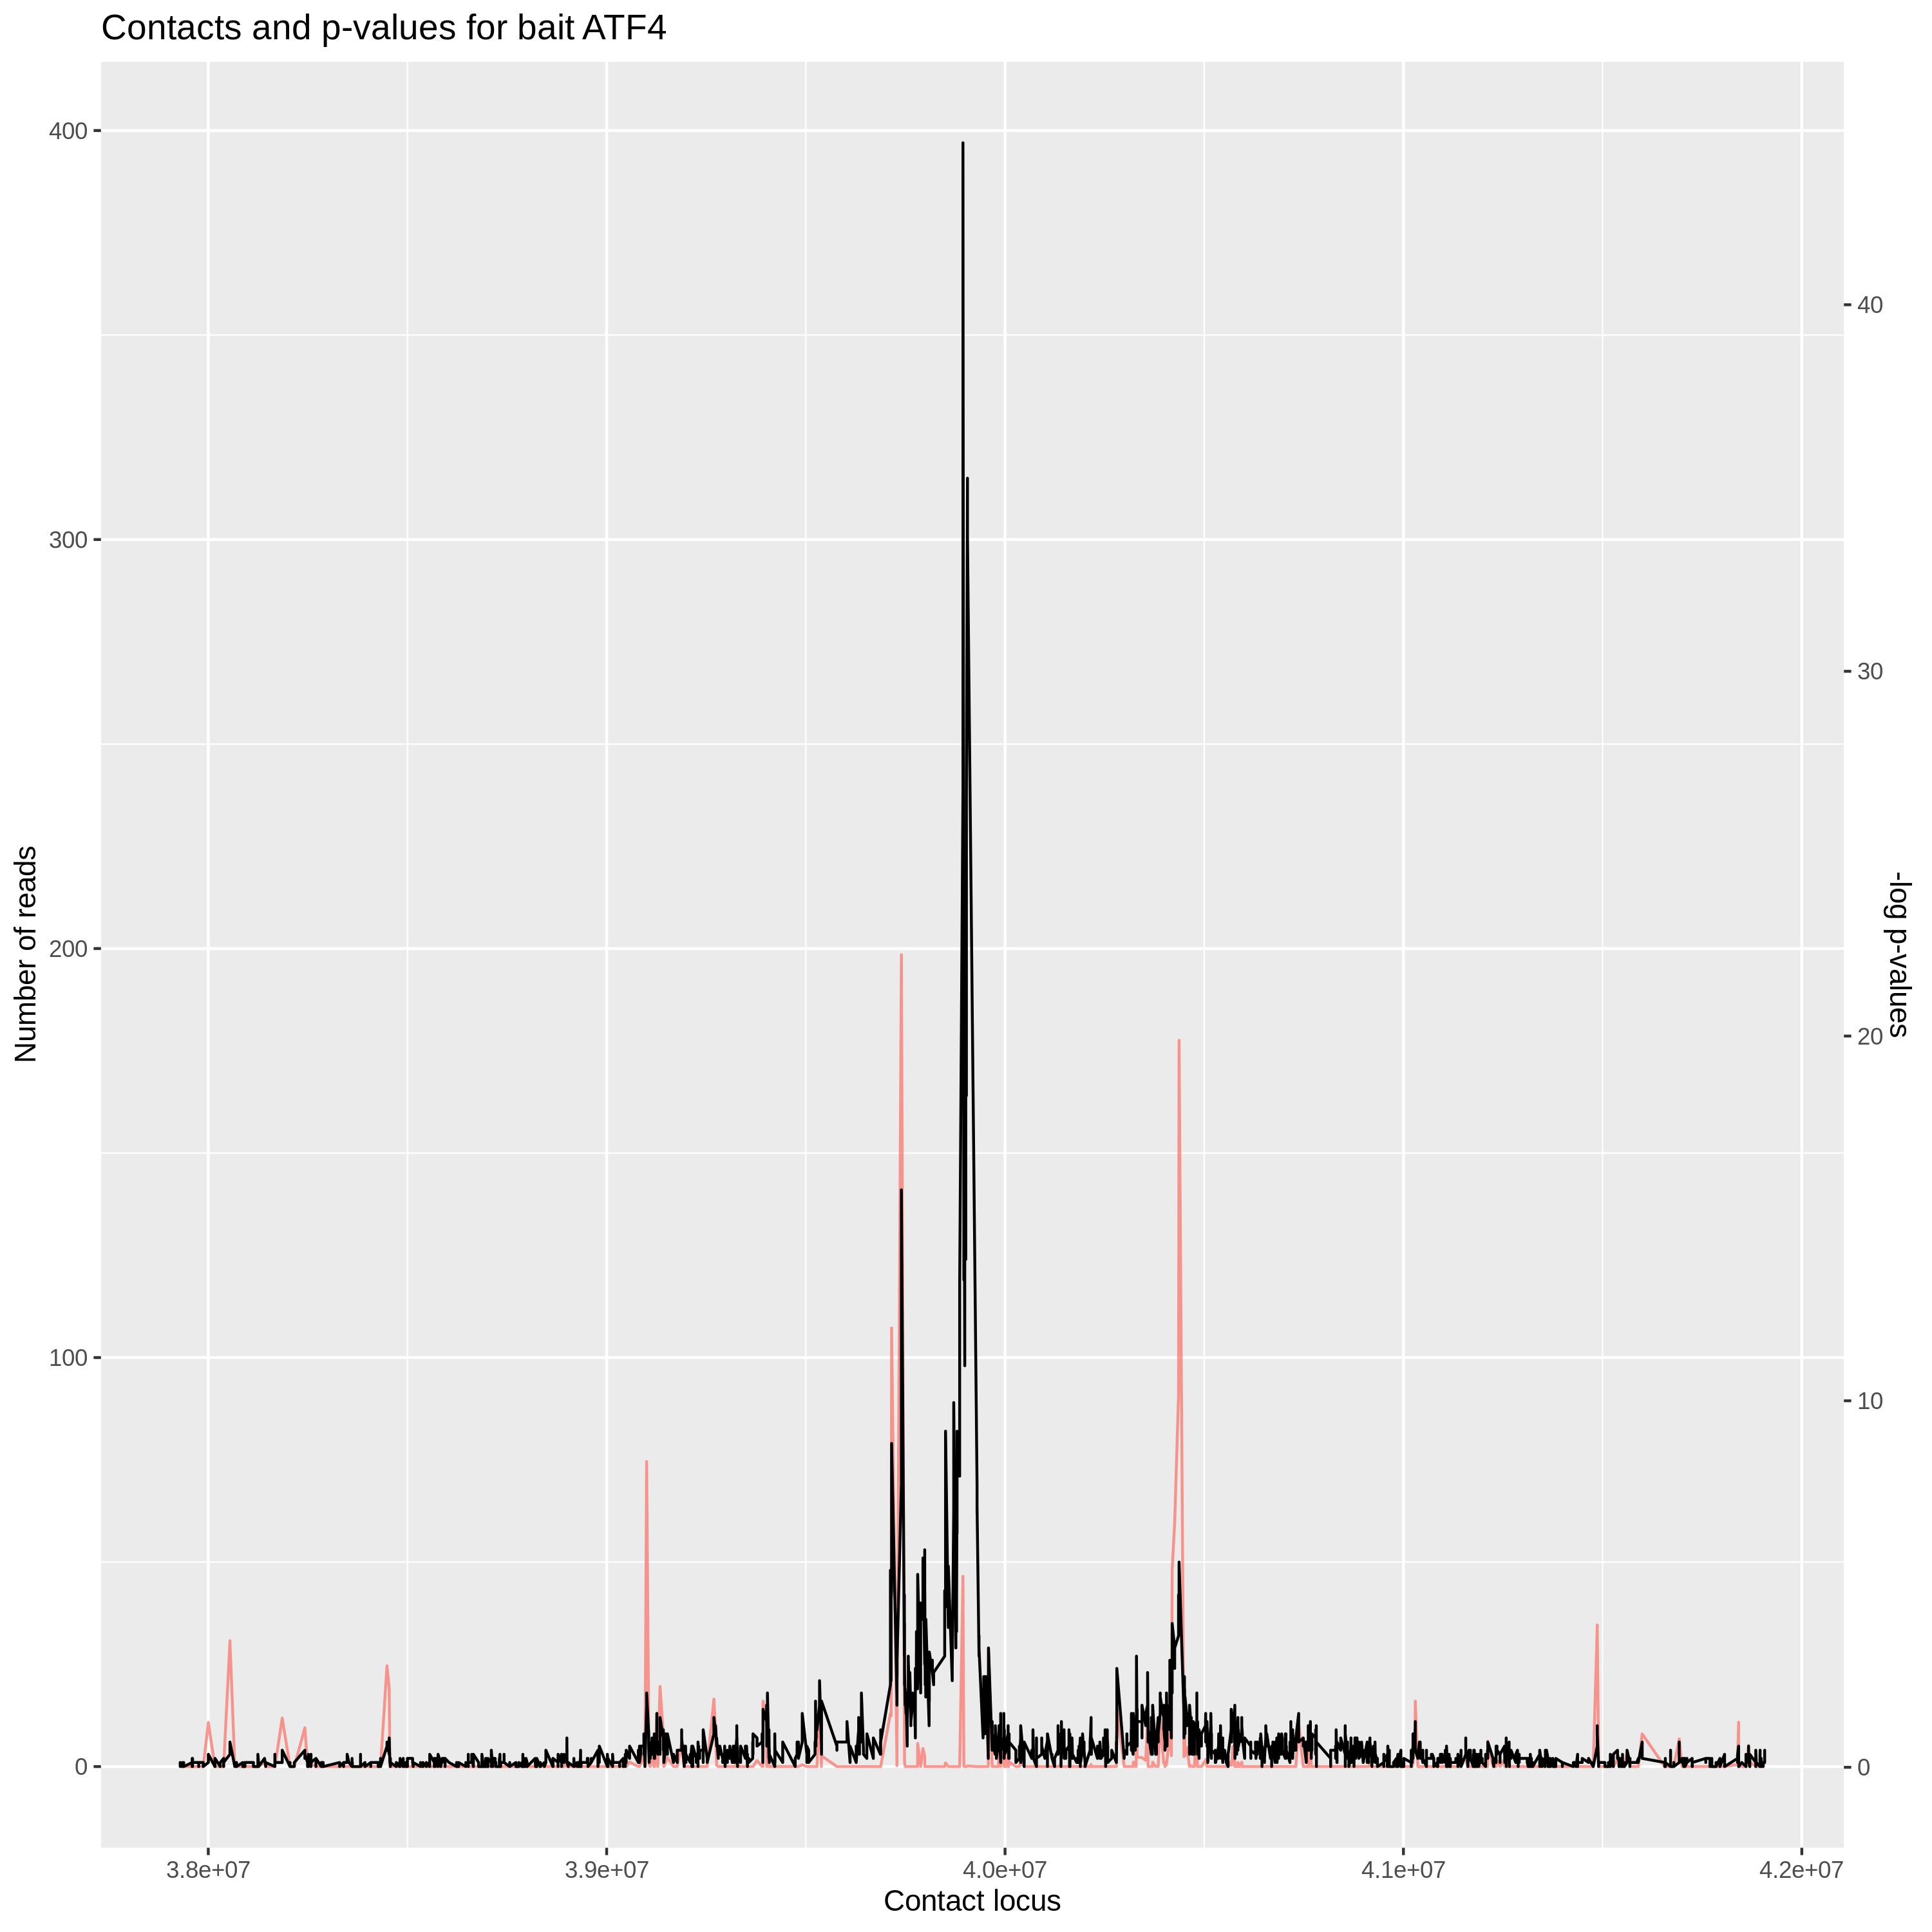 Contacts and p-values for bait ATF4
400
300
200
100
0
Number of reads
40
30
20
10
0
-log p-values
3.8e+07
3.9e+07
4.0e+07
4.1e+07
4.2e+07
Contact locus